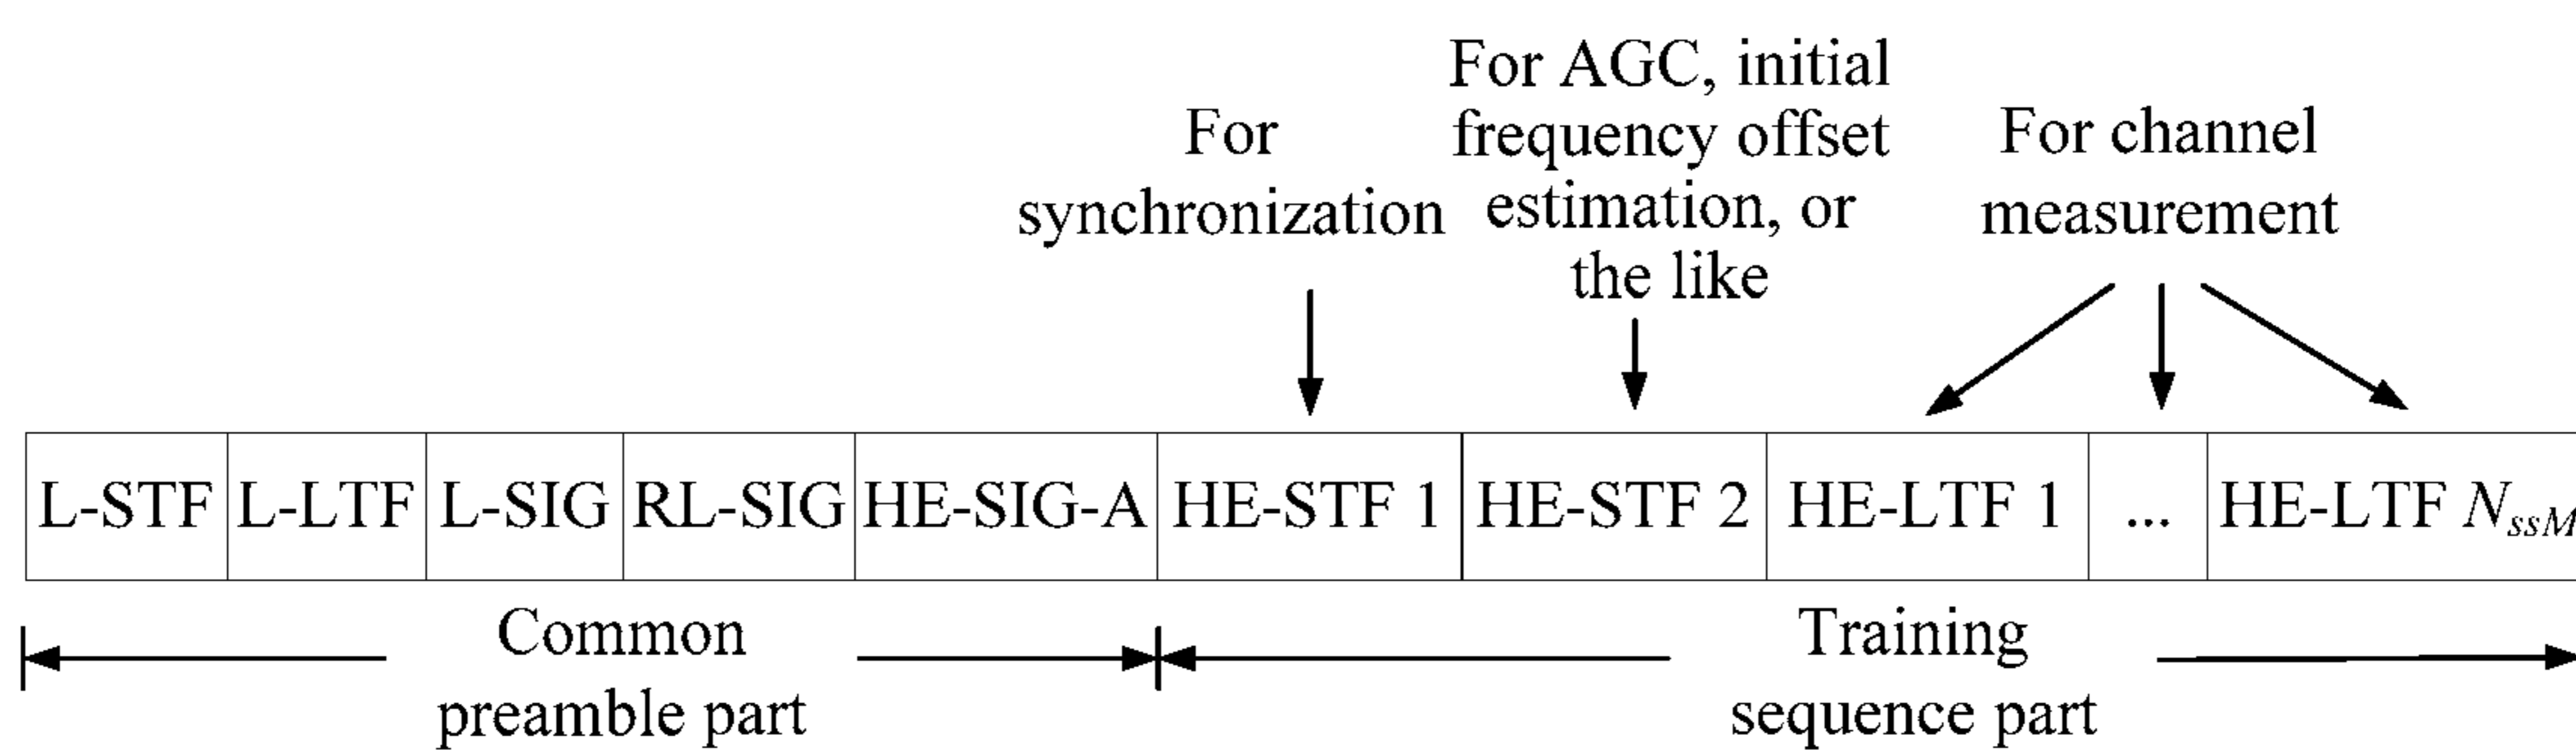 For
synchronization
For AGC, initial
frequency offset
estimation, or
the like
For channel
measurement
L-STF L-LTF L-SIG RL-SIG HE-SIG-A HE-STF 1 HE-STF 2 HE-LTF 1 ... HE-LTF NssM
Common
preamble part
Training
sequence part